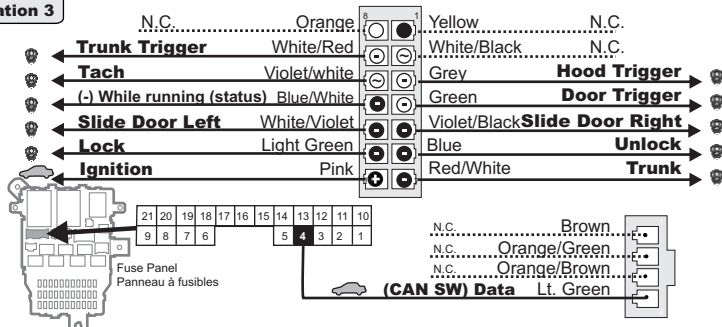 ation 3
N.C. Orange 8 1 Yellow N.C.
Trunk Trigger White/Red White/Black N.C.
Tach Violet/white Grey Hood Trigger
(-) While running (status) Blue/White Green Door Trigger
Slide Door Left White/Violet Violet/Black Slide Door Right
Lock Light Green Blue Unlock
Ignition Pink Red/White Trunk
21 20 19 18 17 16 15 14 13 12 11 10
9 8 7 6 5 4 3 2 1
Fuse Panel
Panneau à fusibles
N.C. Brown
N.C. Orange/Green
N.C. Orange/Brown
(CAN SW) Data Lt. Green